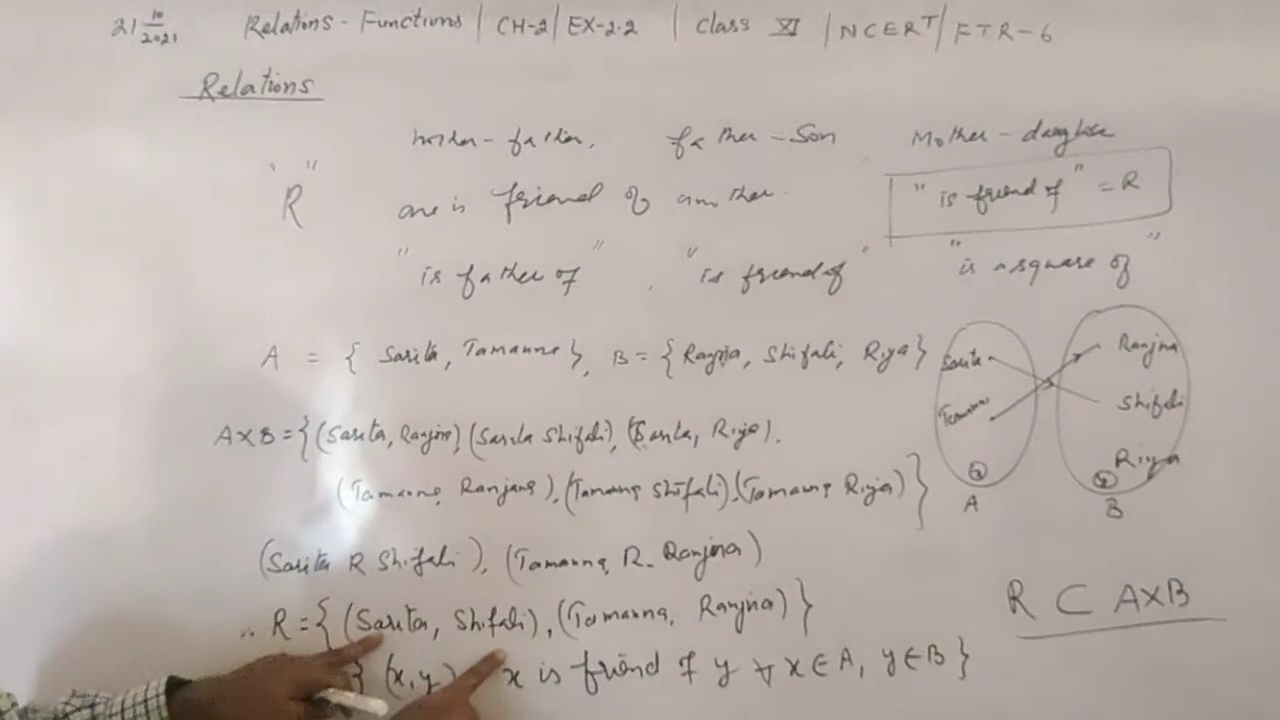 21 10/2021 Relations - Functions | CH-2 | EX-2.2 | Class XI | NCERT | FTR-6
Relations
father - Son Mother -
"R" one is friend of another. "is friend of" = R
"is father of", "is friend of" "is a square of"
A = { Sarita, Tamanna }, B = { Ranjna, Shifali, Riya }
Sarita Ranjna
Tamanna Shifali
Riya
A B
A×B = { (Sarita, Ranjna) (Sarita Shifali), (Sarita, Riya).
(Tamanna, Ranjana), (Tamanna Shifali), (Tamanna Riya) }
(Sarita R Shifali), (Tamanna, R Ranjna)
∴ R = { (Sarita, Shifali), (Tamanna, Ranjna) }
R ⊂ A×B
(x, y) x is friend of y ∀ x ∈ A, y ∈ B }